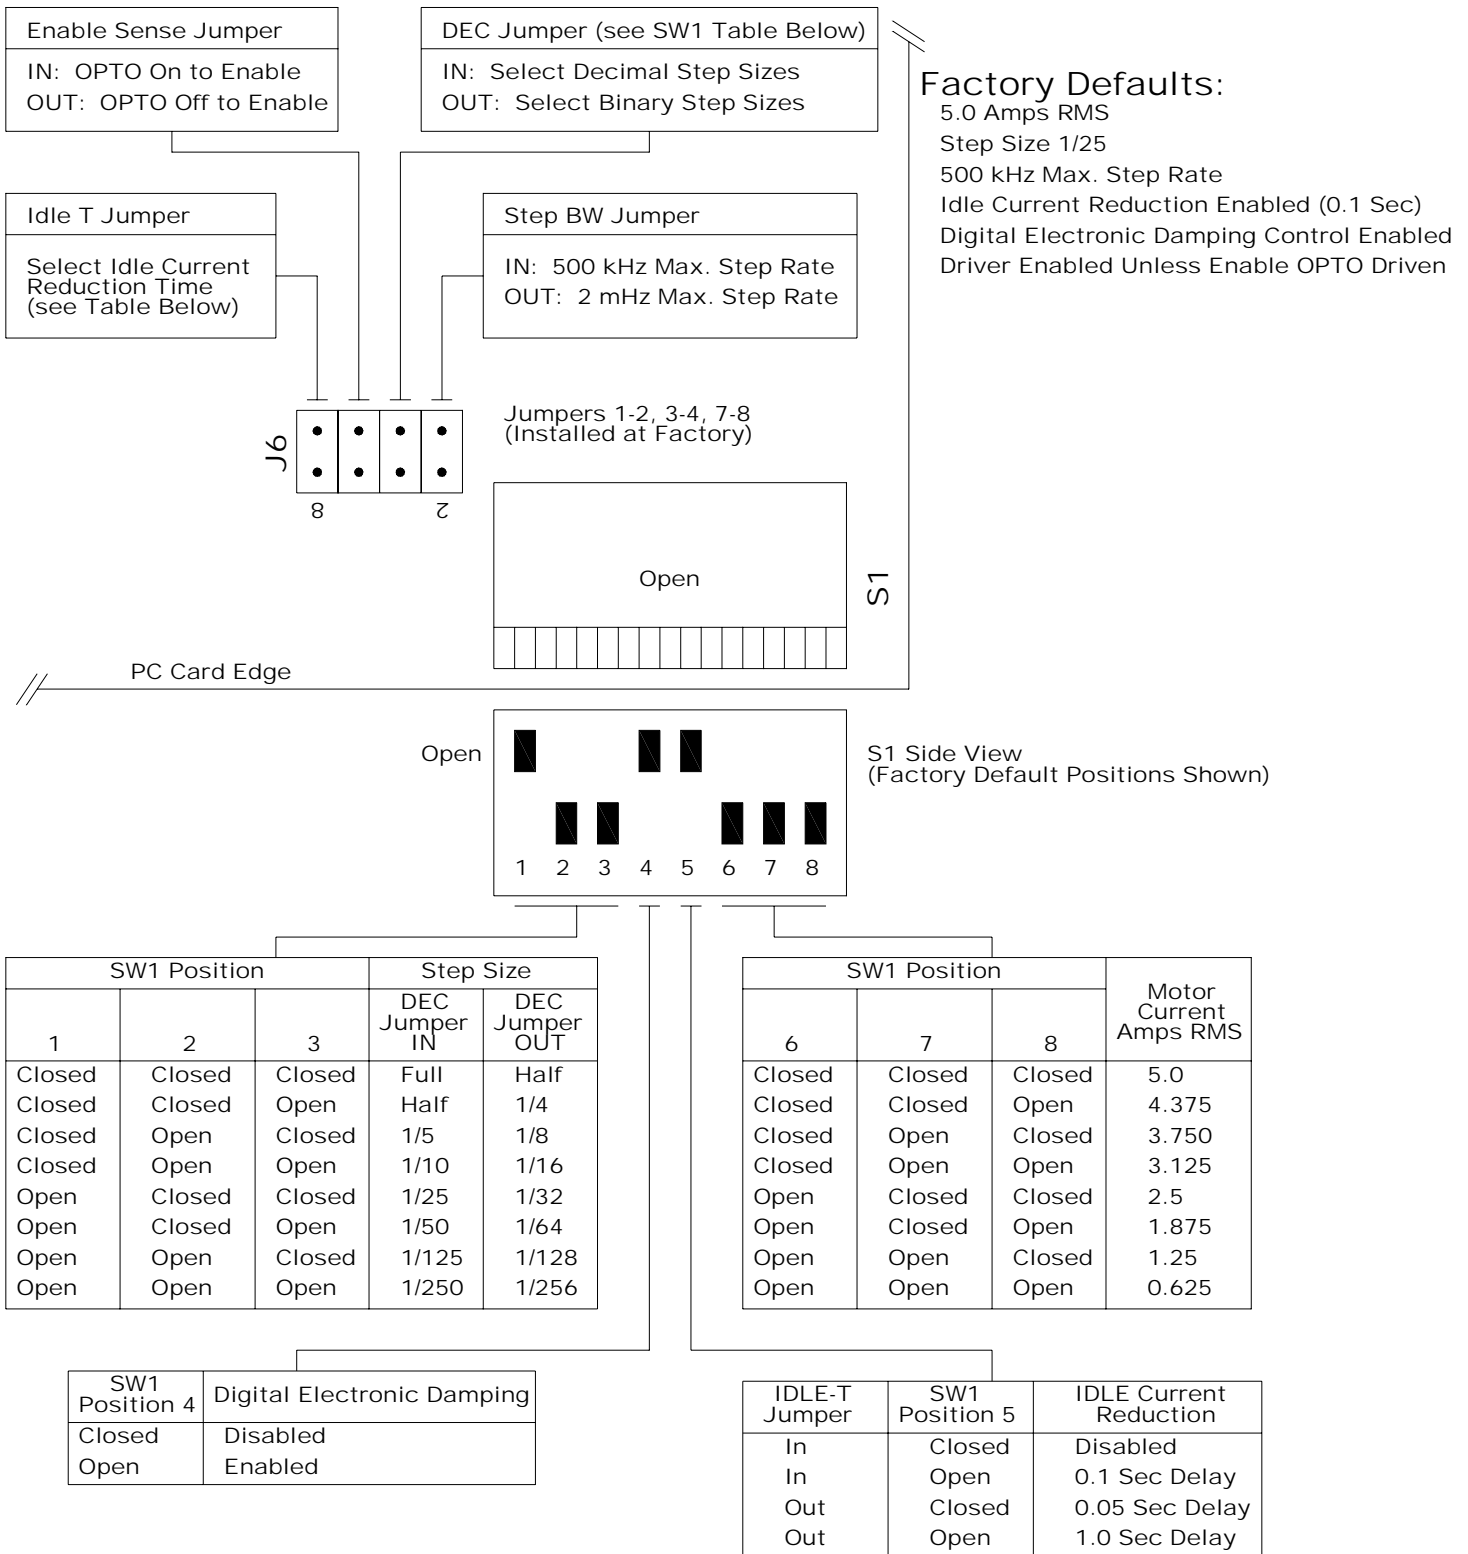 Enable Sense Jumper
IN: OPTO On to Enable
OUT: OPTO Off to Enable
DEC Jumper (see SW1 Table Below)
IN: Select Decimal Step Sizes
OUT: Select Binary Step Sizes
Factory Defaults:
5.0 Amps RMS
Step Size 1/25
500 kHz Max. Step Rate
Idle Current Reduction Enabled (0.1 Sec)
Digital Electronic Damping Control Enabled
Driver Enabled Unless Enable OPTO Driven
Idle T Jumper
Select Idle Current
Reduction Time
(see Table Below)
Step BW Jumper
IN: 500 kHz Max. Step Rate
OUT: 2 mHz Max. Step Rate
J6
8 2
Jumpers 1-2, 3-4, 7-8
(Installed at Factory)
Open
S1
PC Card Edge
Open
1 2 3 4 5 6 7 8
S1 Side View
(Factory Default Positions Shown)
SW1 Position Step Size
1 2 3 DEC Jumper IN DEC Jumper OUT
Closed Closed Closed Full Half
Closed Closed Open Half 1/4
Closed Open Closed 1/5 1/8
Closed Open Open 1/10 1/16
Open Closed Closed 1/25 1/32
Open Closed Open 1/50 1/64
Open Open Closed 1/125 1/128
Open Open Open 1/250 1/256
SW1 Position Motor Current Amps RMS
6 7 8
Closed Closed Closed 5.0
Closed Closed Open 4.375
Closed Open Closed 3.750
Closed Open Open 3.125
Open Closed Closed 2.5
Open Closed Open 1.875
Open Open Closed 1.25
Open Open Open 0.625
SW1 Position 4 Digital Electronic Damping
Closed Disabled
Open Enabled
IDLE-T Jumper SW1 Position 5 IDLE Current Reduction
In Closed Disabled
In Open 0.1 Sec Delay
Out Closed 0.05 Sec Delay
Out Open 1.0 Sec Delay